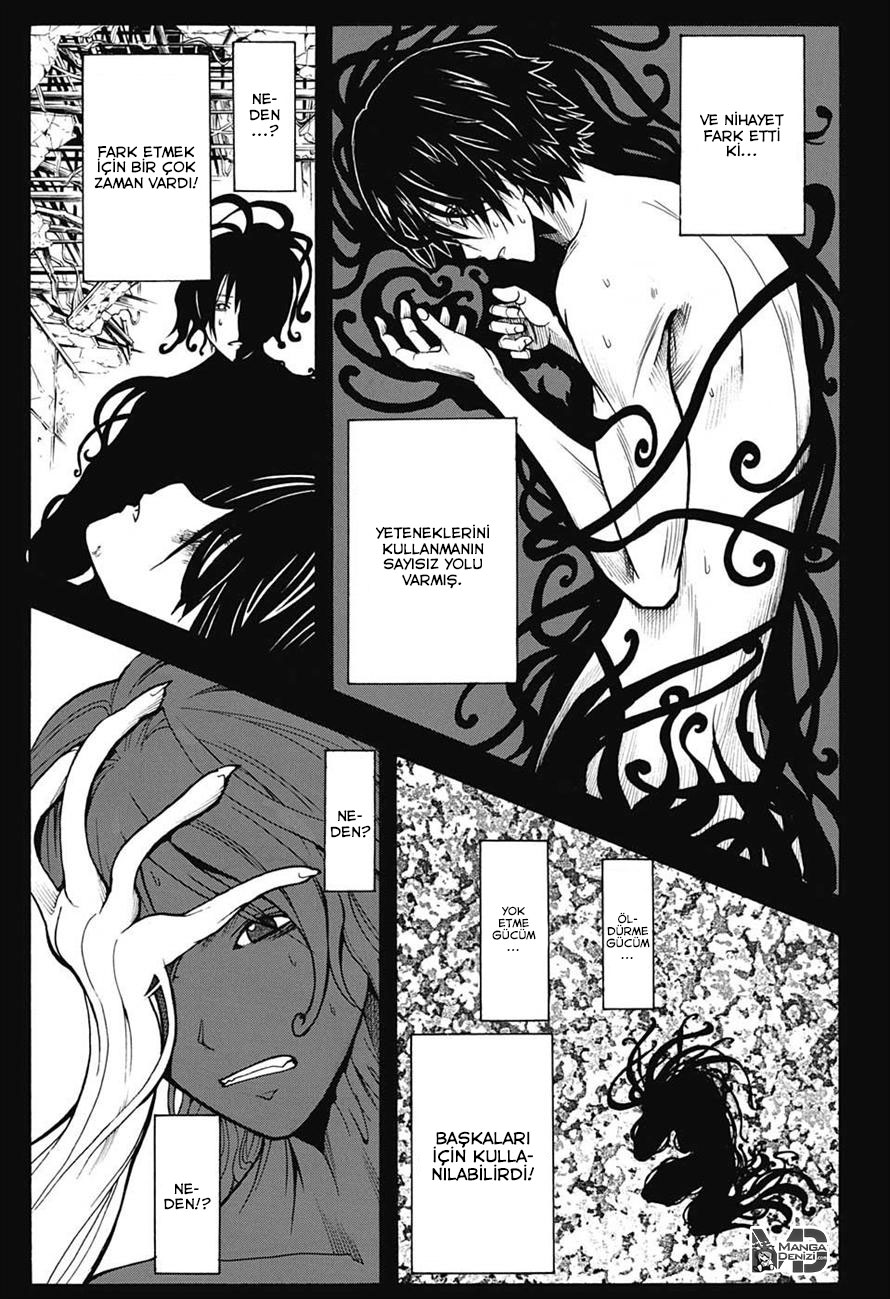 VE NİHAYET
FARK ETTİ
Kİ...
YETENEKLERİNİ
KULLANMANIN
SAYISIZ YOLU
VARMIŞ.
NE-
DEN
...?
FARK ETMEK
İÇİN BİR ÇOK
ZAMAN VARDI!
ÖL-
DÜRME
GÜCÜM
...
YOK
ETME
GÜCÜM
...
BAŞKALARI
İÇİN KULLA-
NILABİLİRDİ!
NE-
DEN?
NE-
DEN!?
MD
MANGA
DENİZİ